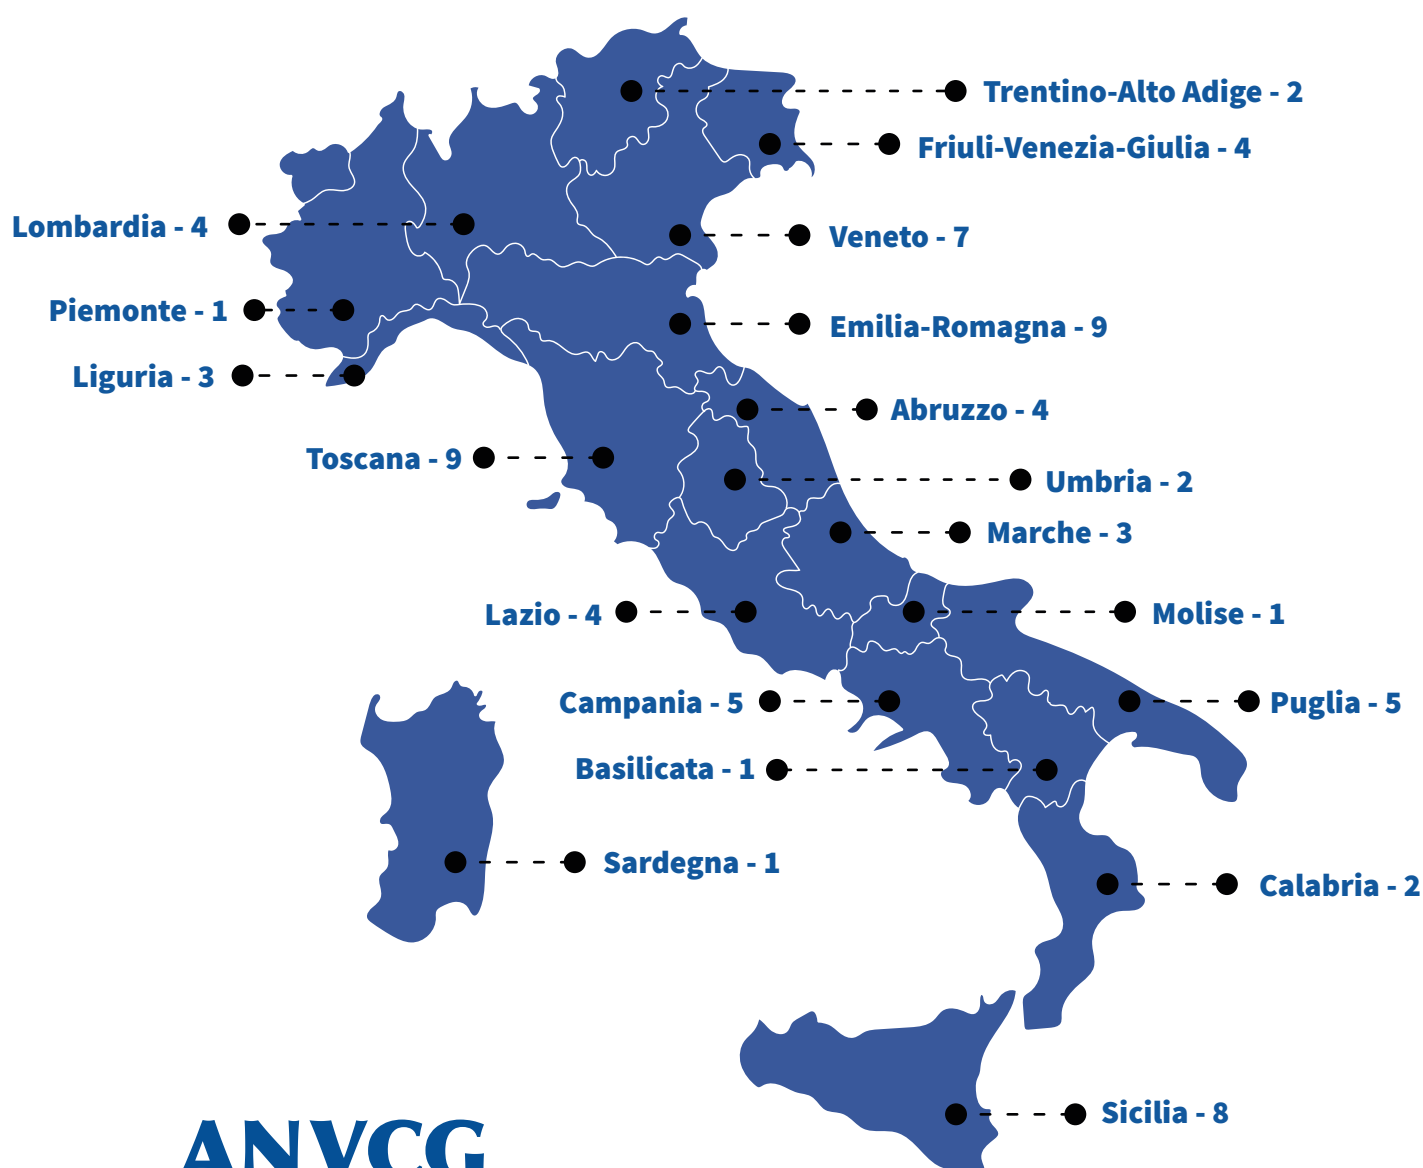 Trentino-Alto Adige - 2
Friuli-Venezia-Giulia - 4
Lombardia - 4
Veneto - 7
Piemonte - 1
Emilia-Romagna - 9
Liguria - 3
Abruzzo - 4
Toscana - 9
Umbria - 2
Marche - 3
Lazio - 4
Molise - 1
Campania - 5
Puglia - 5
Basilicata - 1
Sardegna - 1
Calabria - 2
Sicilia - 8
ANVCG